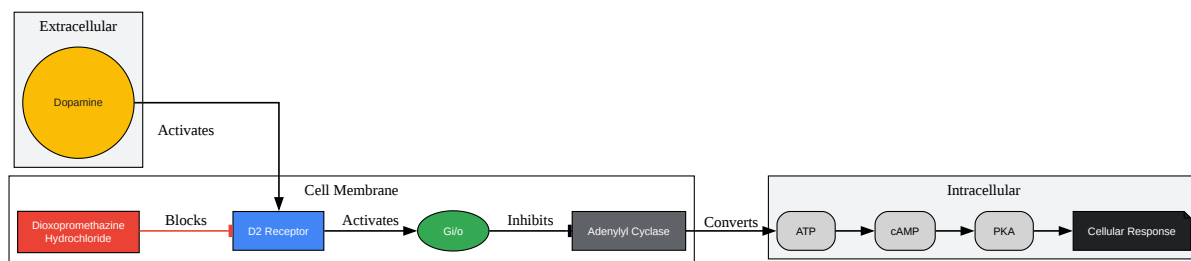 Extracellular
Dopamine
Activates
Cell Membrane
Intracellular
Dioxopromethazine
Hydrochloride
Blocks
D2 Receptor
Activates
Gi/o
Inhibits
Adenylyl Cyclase
Converts
ATP
cAMP
PKA
Cellular Response